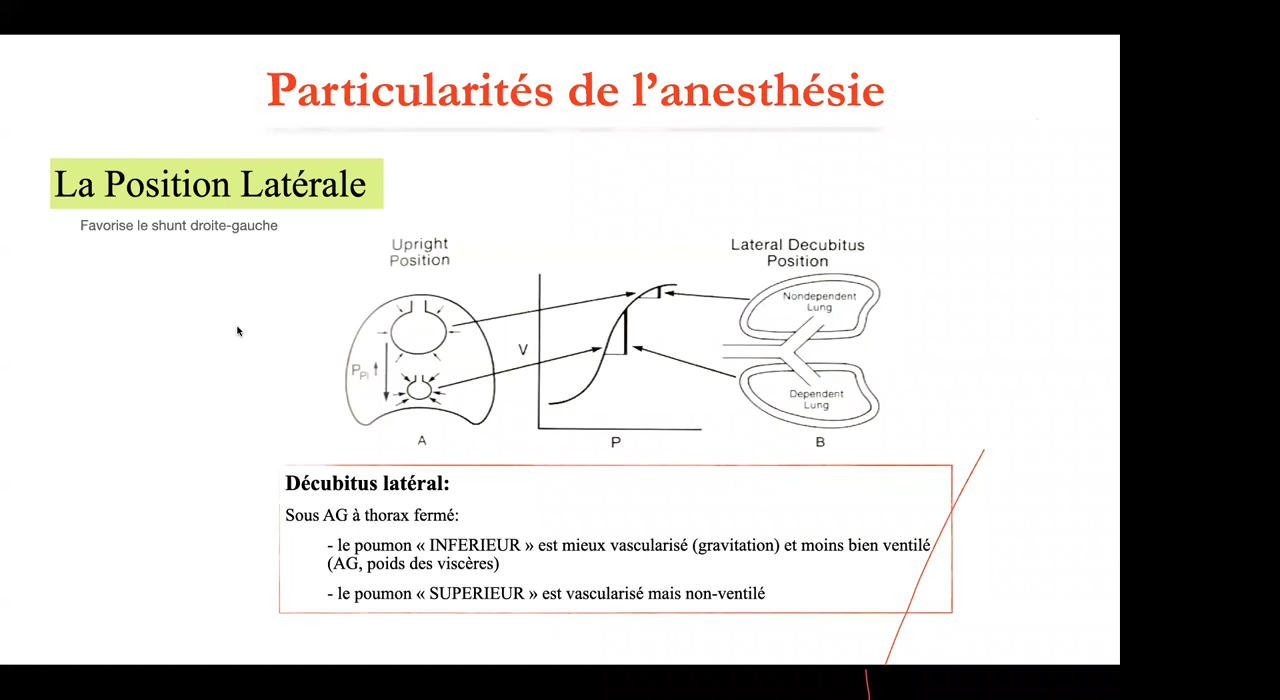 Particularités de l’anesthésie
La Position Latérale
Favorise le shunt droite-gauche
Upright
Position
Lateral Decubitus
Position
Nondependent
Lung
V
PPl ↑
Dependent
Lung
A
P
B
Décubitus latéral:
Sous AG à thorax fermé:
- le poumon « INFERIEUR » est mieux vascularisé (gravitation) et moins bien ventilé
(AG, poids des viscères)
- le poumon « SUPERIEUR » est vascularisé mais non-ventilé